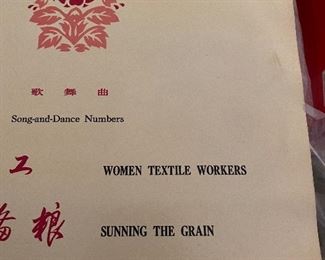 歌舞曲
Song-and-Dance Numbers
工 WOMEN TEXTILE WORKERS
粮 SUNNING THE GRAIN